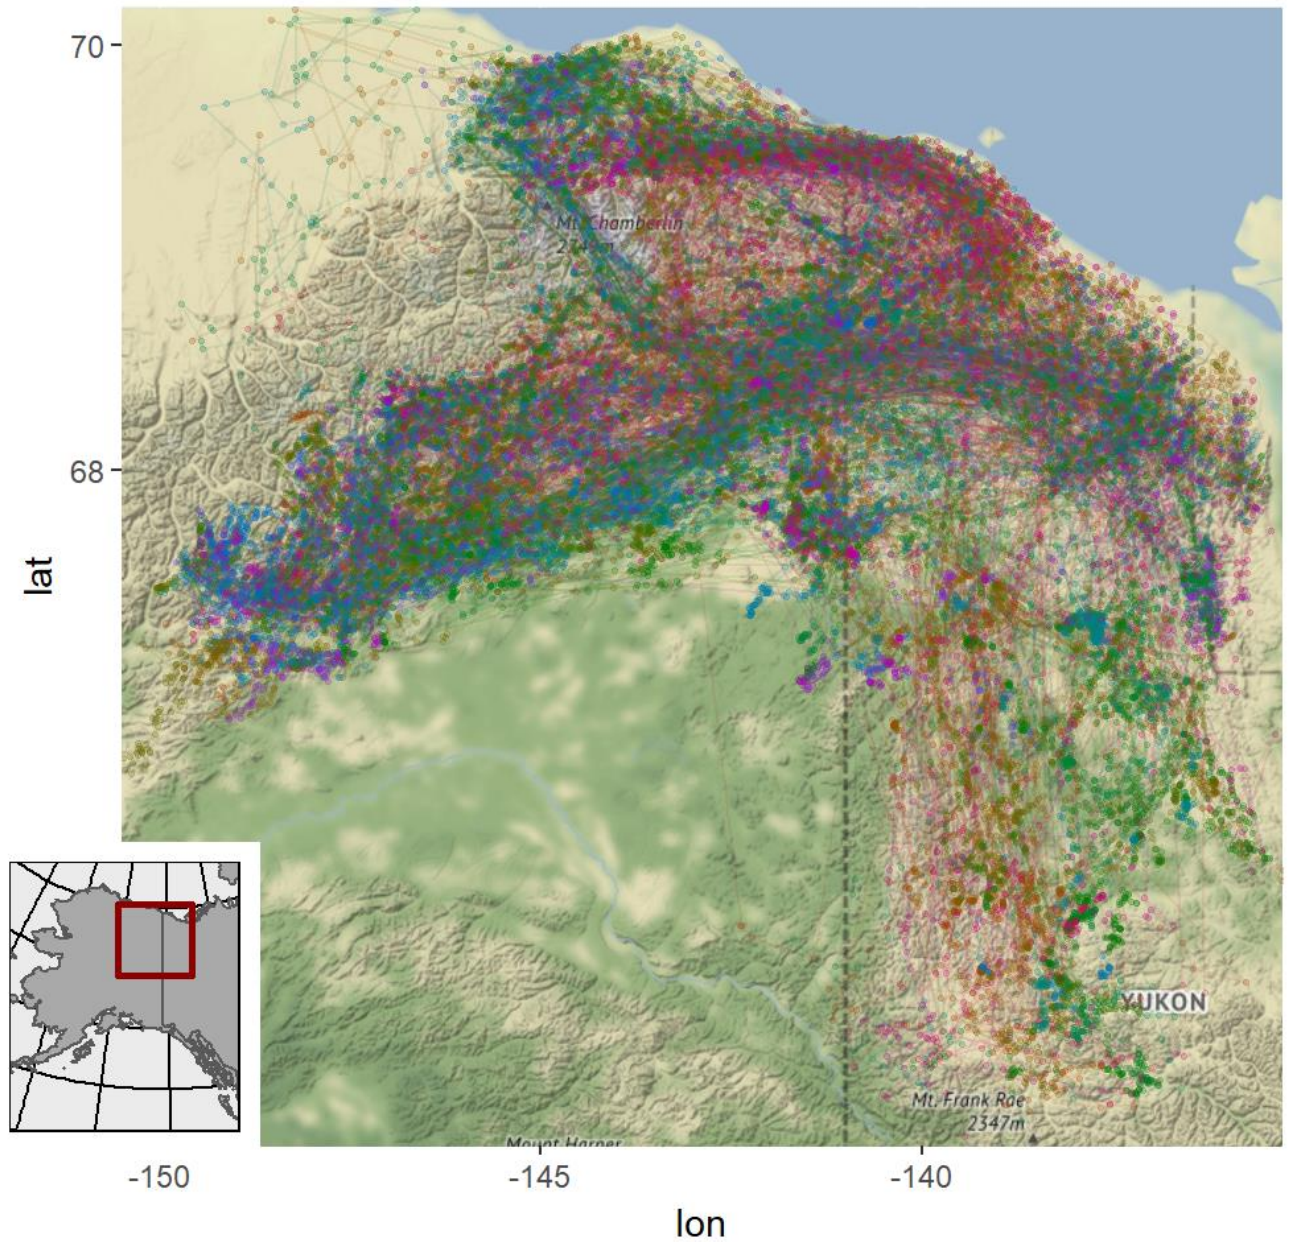 70
Mt. Chamberlin
68
lat
YUKON
Mt. Frank Rae
2347m
Mount Harper
-150
-145
-140
lon